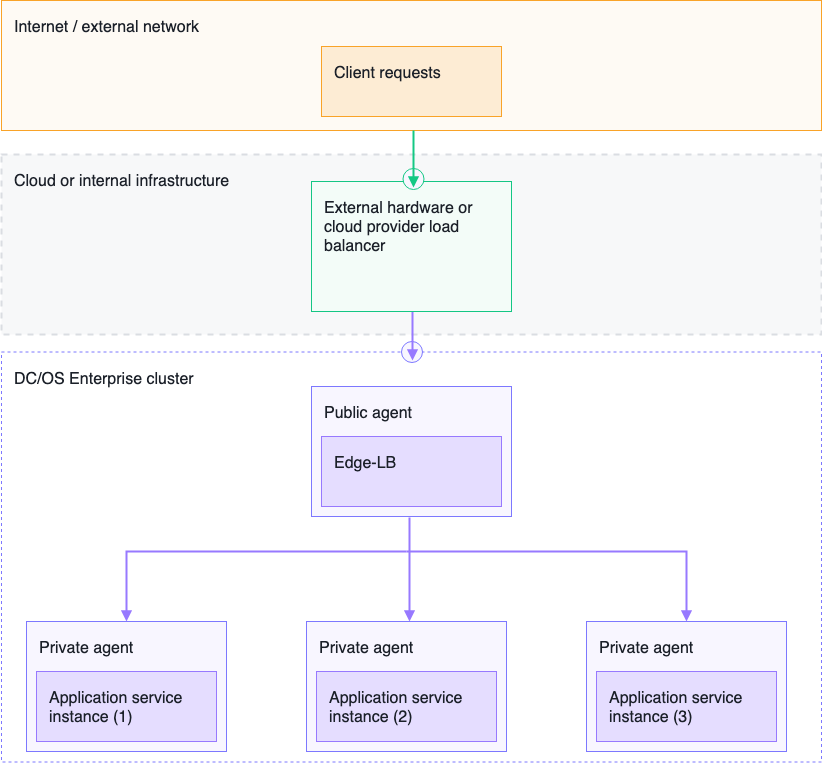 Internet / external network
Client requests
Cloud or internal infrastructure
External hardware or
cloud provider load
balancer
DC/OS Enterprise cluster
Public agent
Edge-LB
Private agent
Application service
instance (1)
Private agent
Application service
instance (2)
Private agent
Application service
instance (3)